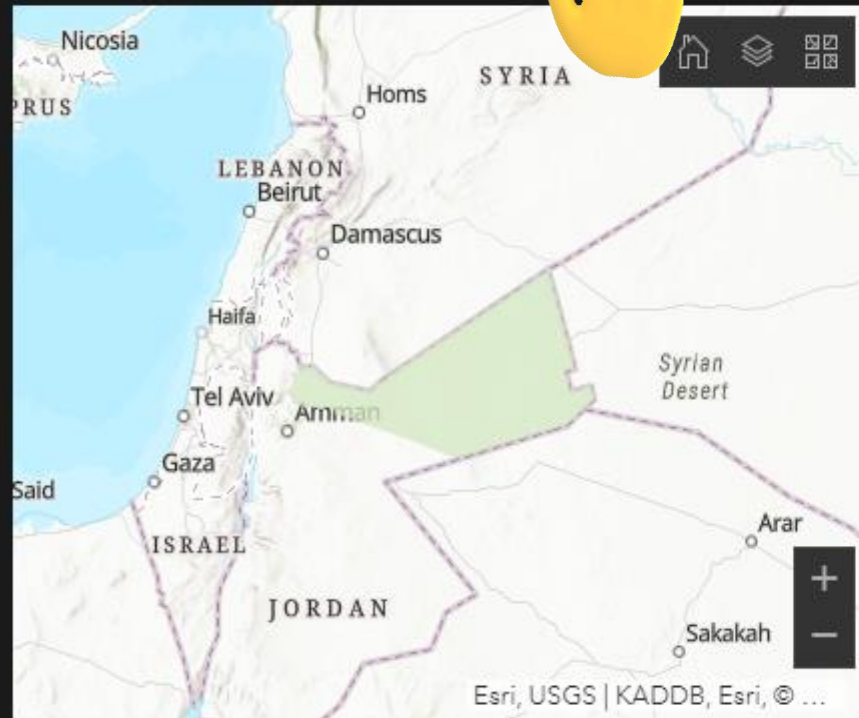 Nicosia
PRUS
SYRIA
Homs
LEBANON
Beirut
Damascus
Haifa
Syrian
Desert
Tel Aviv
Amman
Gaza
Said
ISRAEL
Arar
JORDAN
Sakakah
Esri, USGS | KADDB, Esri, © ...